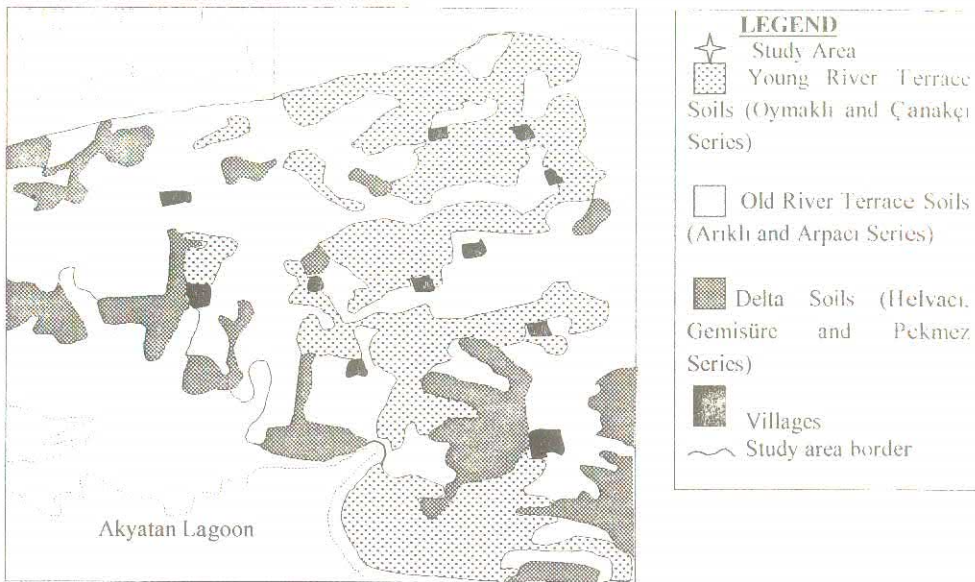 LEGEND
Study Area
Young River Terrace
Soils (Oymaklı and Çanakçı
Series)
Old River Terrace Soils
(Arıklı and Arpacı Series)
Delta Soils (Helvacı,
Gemisüre and Pekmez
Series)
Villages
Study area border
Akyatan Lagoon